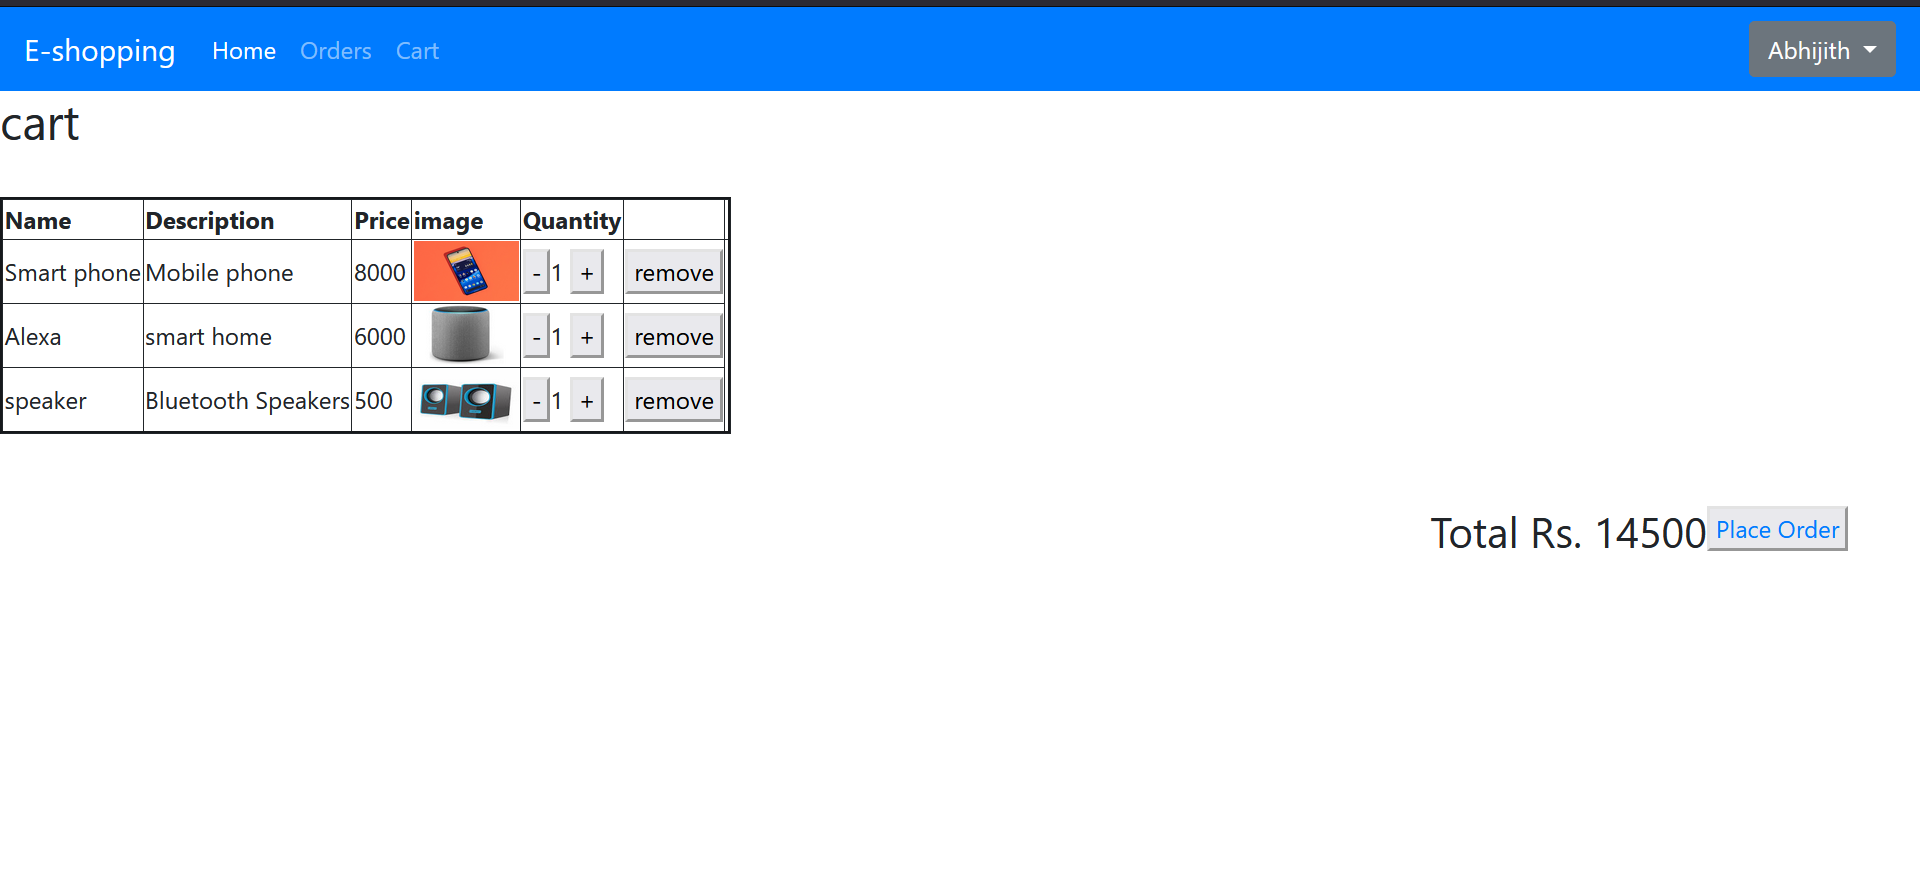 E-shopping Home Orders Cart Abhijith
cart
Name Description Price image Quantity
Smart phone Mobile phone 8000 - 1 + remove
Alexa smart home 6000 - 1 + remove
speaker Bluetooth Speakers 500 - 1 + remove
Total Rs. 14500 Place Order